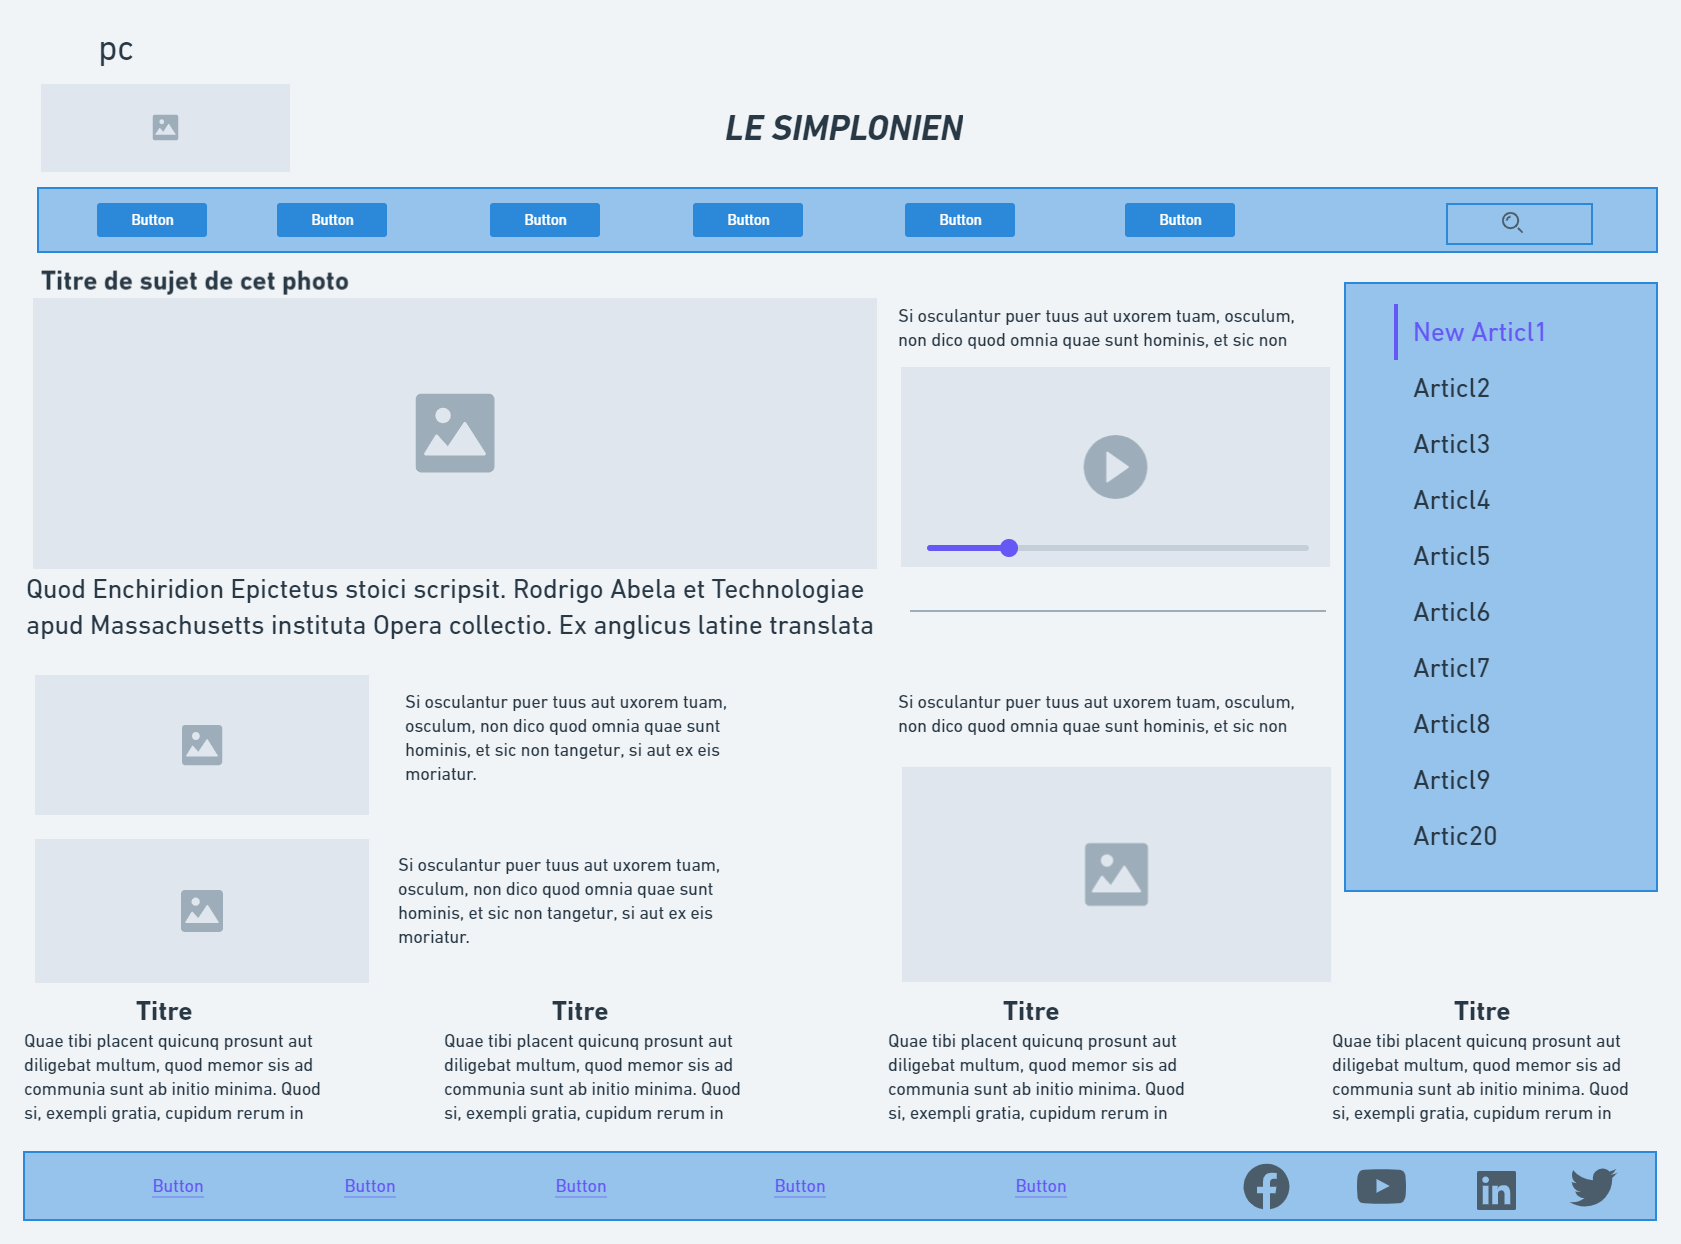 pc
LE SIMPLONIEN
Button
Button
Button
Button
Button
Button
Titre de sujet de cet photo
Quod Enchiridion Epictetus stoici scripsit. Rodrigo Abela et Technologiae
apud Massachusetts instituta Opera collectio. Ex anglicus latine translata
Si osculantur puer tuus aut uxorem tuam,
osculum, non dico quod omnia quae sunt
hominis, et sic non tangetur, si aut ex eis
moriatur.
Si osculantur puer tuus aut uxorem tuam,
osculum, non dico quod omnia quae sunt
hominis, et sic non tangetur, si aut ex eis
moriatur.
Si osculantur puer tuus aut uxorem tuam, osculum,
non dico quod omnia quae sunt hominis, et sic non
Si osculantur puer tuus aut uxorem tuam, osculum,
non dico quod omnia quae sunt hominis, et sic non
New Articl1
Articl2
Articl3
Articl4
Articl5
Articl6
Articl7
Articl8
Articl9
Artic20
Titre
Quae tibi placent quicunq prosunt aut
diligebat multum, quod memor sis ad
communia sunt ab initio minima. Quod
si, exempli gratia, cupidum rerum in
Titre
Quae tibi placent quicunq prosunt aut
diligebat multum, quod memor sis ad
communia sunt ab initio minima. Quod
si, exempli gratia, cupidum rerum in
Titre
Quae tibi placent quicunq prosunt aut
diligebat multum, quod memor sis ad
communia sunt ab initio minima. Quod
si, exempli gratia, cupidum rerum in
Titre
Quae tibi placent quicunq prosunt aut
diligebat multum, quod memor sis ad
communia sunt ab initio minima. Quod
si, exempli gratia, cupidum rerum in
Button
Button
Button
Button
Button